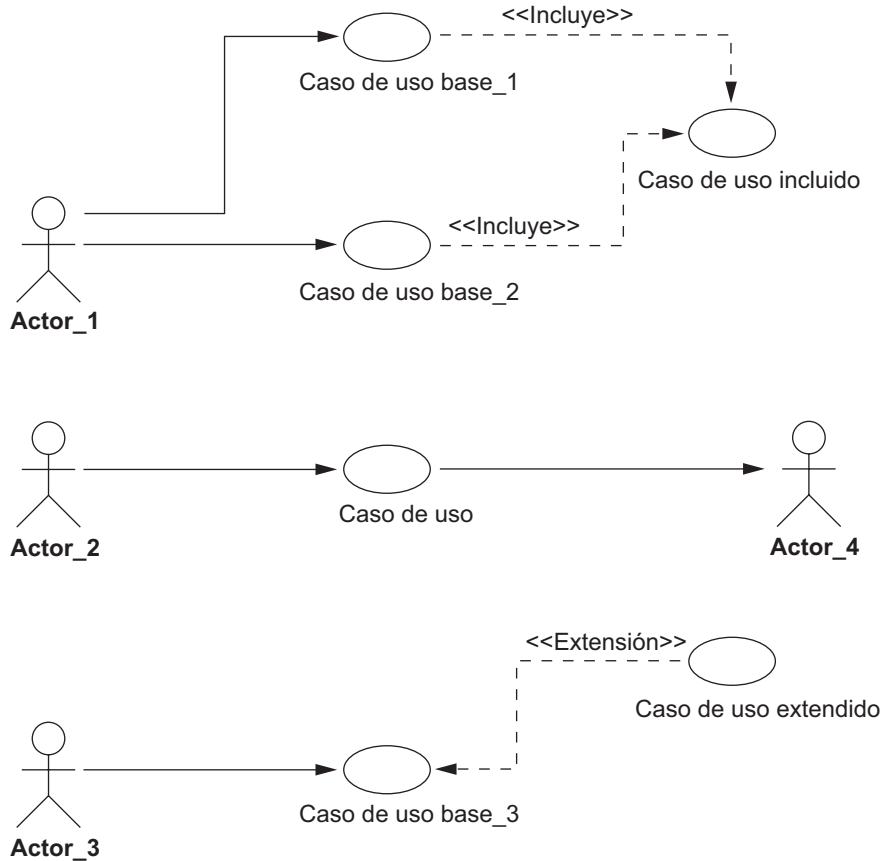 <<Incluye>>
Caso de uso base_1
Caso de uso incluido
<<Incluye>>
Caso de uso base_2
Actor_1
Caso de uso
Actor_2
Actor_4
<<Extensión>>
Caso de uso extendido
Caso de uso base_3
Actor_3